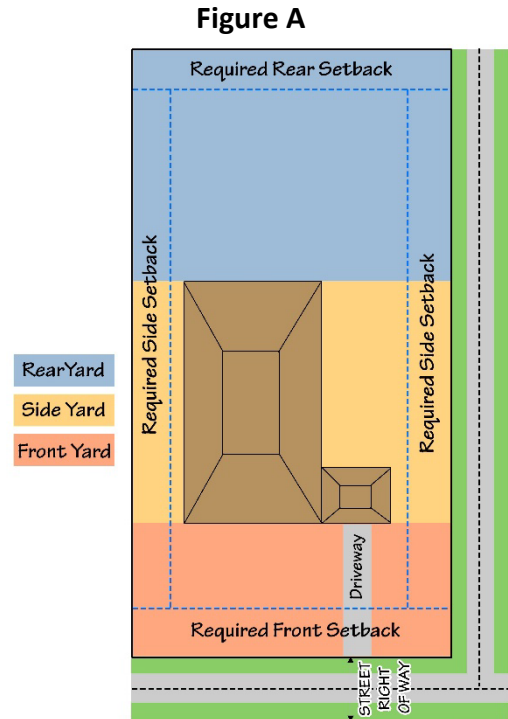 Figure A
Required Rear Setback
Required Side Setback
Required Side Setback
RearYard
Side Yard
Front Yard
Driveway
Required Front Setback
STREET
RIGHT
OF WAY